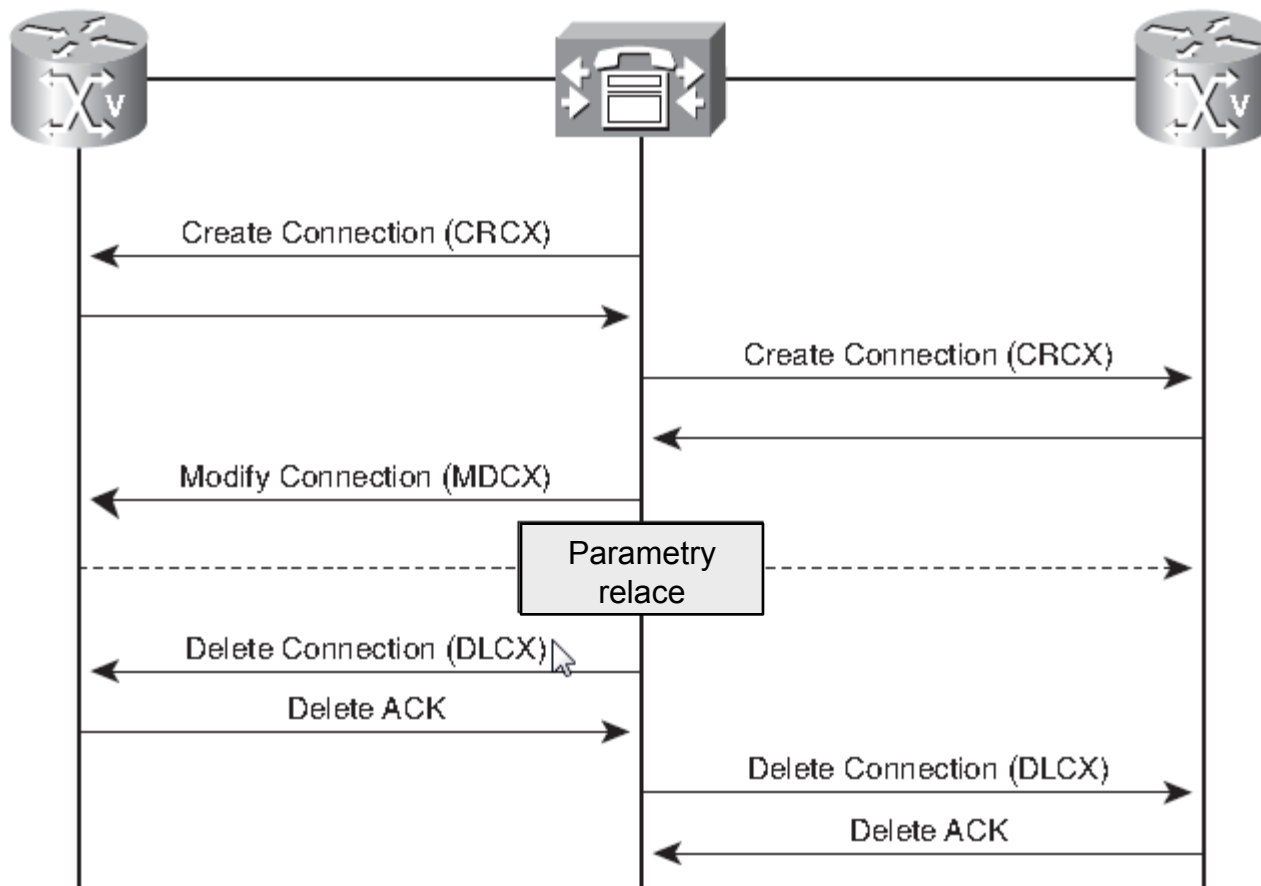 V
V
Create Connection (CRCX)
Create Connection (CRCX)
Modify Connection (MDCX)
Parametry
relace
Delete Connection (DLCX)
Delete ACK
Delete Connection (DLCX)
Delete ACK